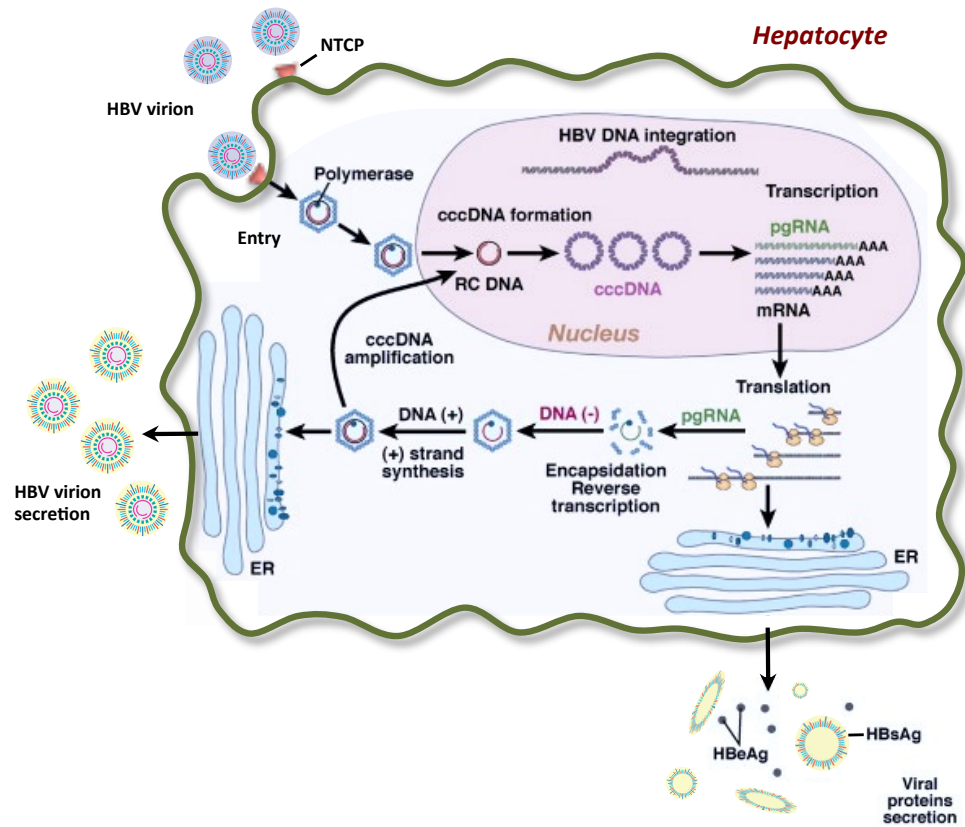 Hepatocyte
NTCP
HBV virion
HBV DNA integration
Polymerase
Transcription
cccDNA formation
pgRNA
Entry
AAA
AAA
AAA
AAA
RC DNA
cccDNA
mRNA
Nucleus
cccDNA
amplification
Translation
DNA (+)
DNA (-)
pgRNA
(+) strand
synthesis
Encapsidation
Reverse
transcription
HBV virion
secretion
ER
ER
HBeAg
HBsAg
Viral
proteins
secretion